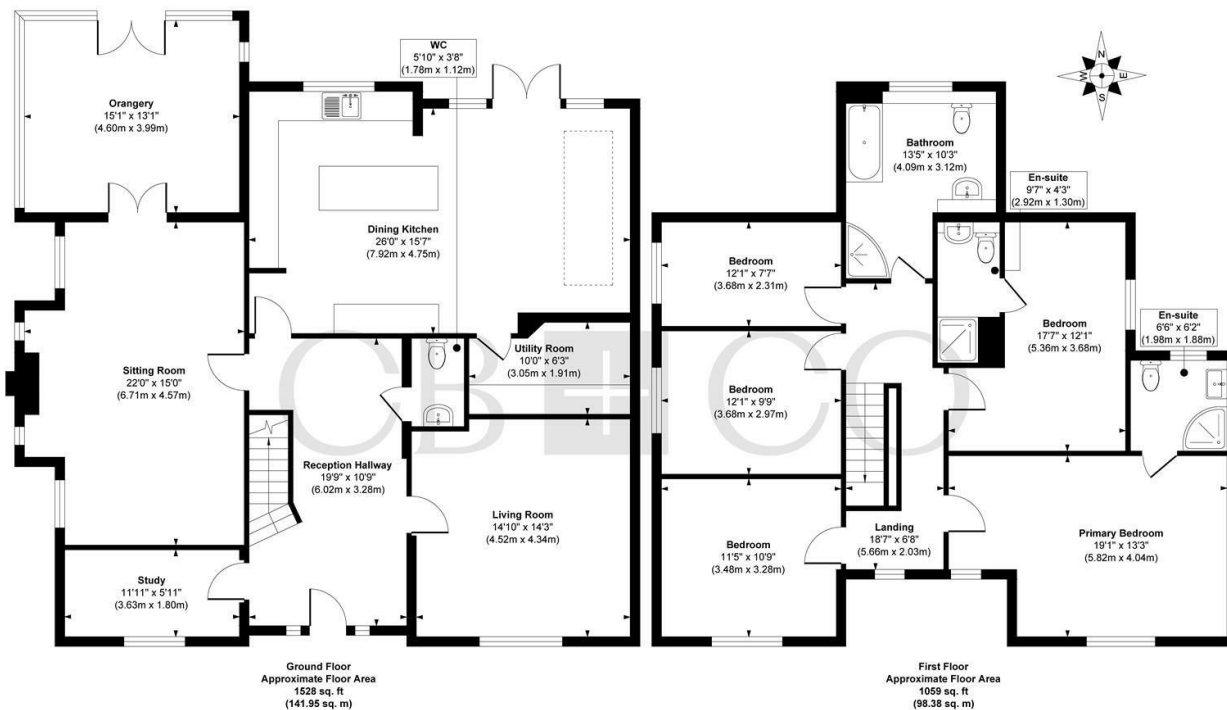 Orangery
15'1" x 13'1"
(4.60m x 3.99m)
WC
5'10" x 3'8"
(1.78m x 1.12m)
Dining Kitchen
26'0" x 15'7"
(7.92m x 4.75m)
Sitting Room
22'0" x 15'0"
(6.71m x 4.57m)
Utility Room
10'0" x 6'3"
(3.05m x 1.91m)
Reception Hallway
19'9" x 10'9"
(6.02m x 3.28m)
Living Room
14'10" x 14'3"
(4.52m x 4.34m)
Study
11'11" x 5'11"
(3.63m x 1.80m)
Ground Floor
Approximate Floor Area
1528 sq. ft
(141.95 sq. m)
N
W
E
S
Bathroom
13'5" x 10'3"
(4.09m x 3.12m)
En-suite
9'7" x 4'3"
(2.92m x 1.30m)
Bedroom
12'1" x 7'7"
(3.68m x 2.31m)
Bedroom
17'7" x 12'1"
(5.36m x 3.68m)
En-suite
6'6" x 6'2"
(1.98m x 1.88m)
Bedroom
12'1" x 9'9"
(3.68m x 2.97m)
Bedroom
11'5" x 10'9"
(3.48m x 3.28m)
Landing
18'7" x 6'8"
(5.66m x 2.03m)
Primary Bedroom
19'1" x 13'3"
(5.82m x 4.04m)
First Floor
Approximate Floor Area
1059 sq. ft
(98.38 sq. m)
CB+CO